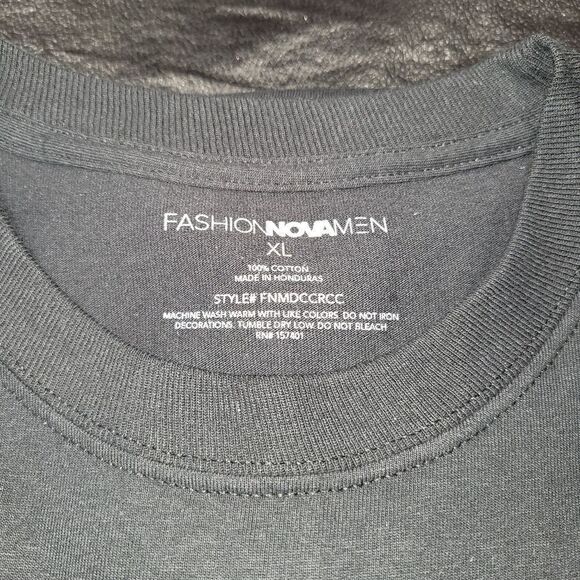 FASHIONNOVAMEN
XL
100% COTTON
MADE IN HONDURAS
STYLE# FNMDCCRCC
MACHINE WASH WARM WITH LIKE COLORS. DO NOT IRON
DECORATIONS. TUMBLE DRY LOW. DO NOT BLEACH
RN# 157401